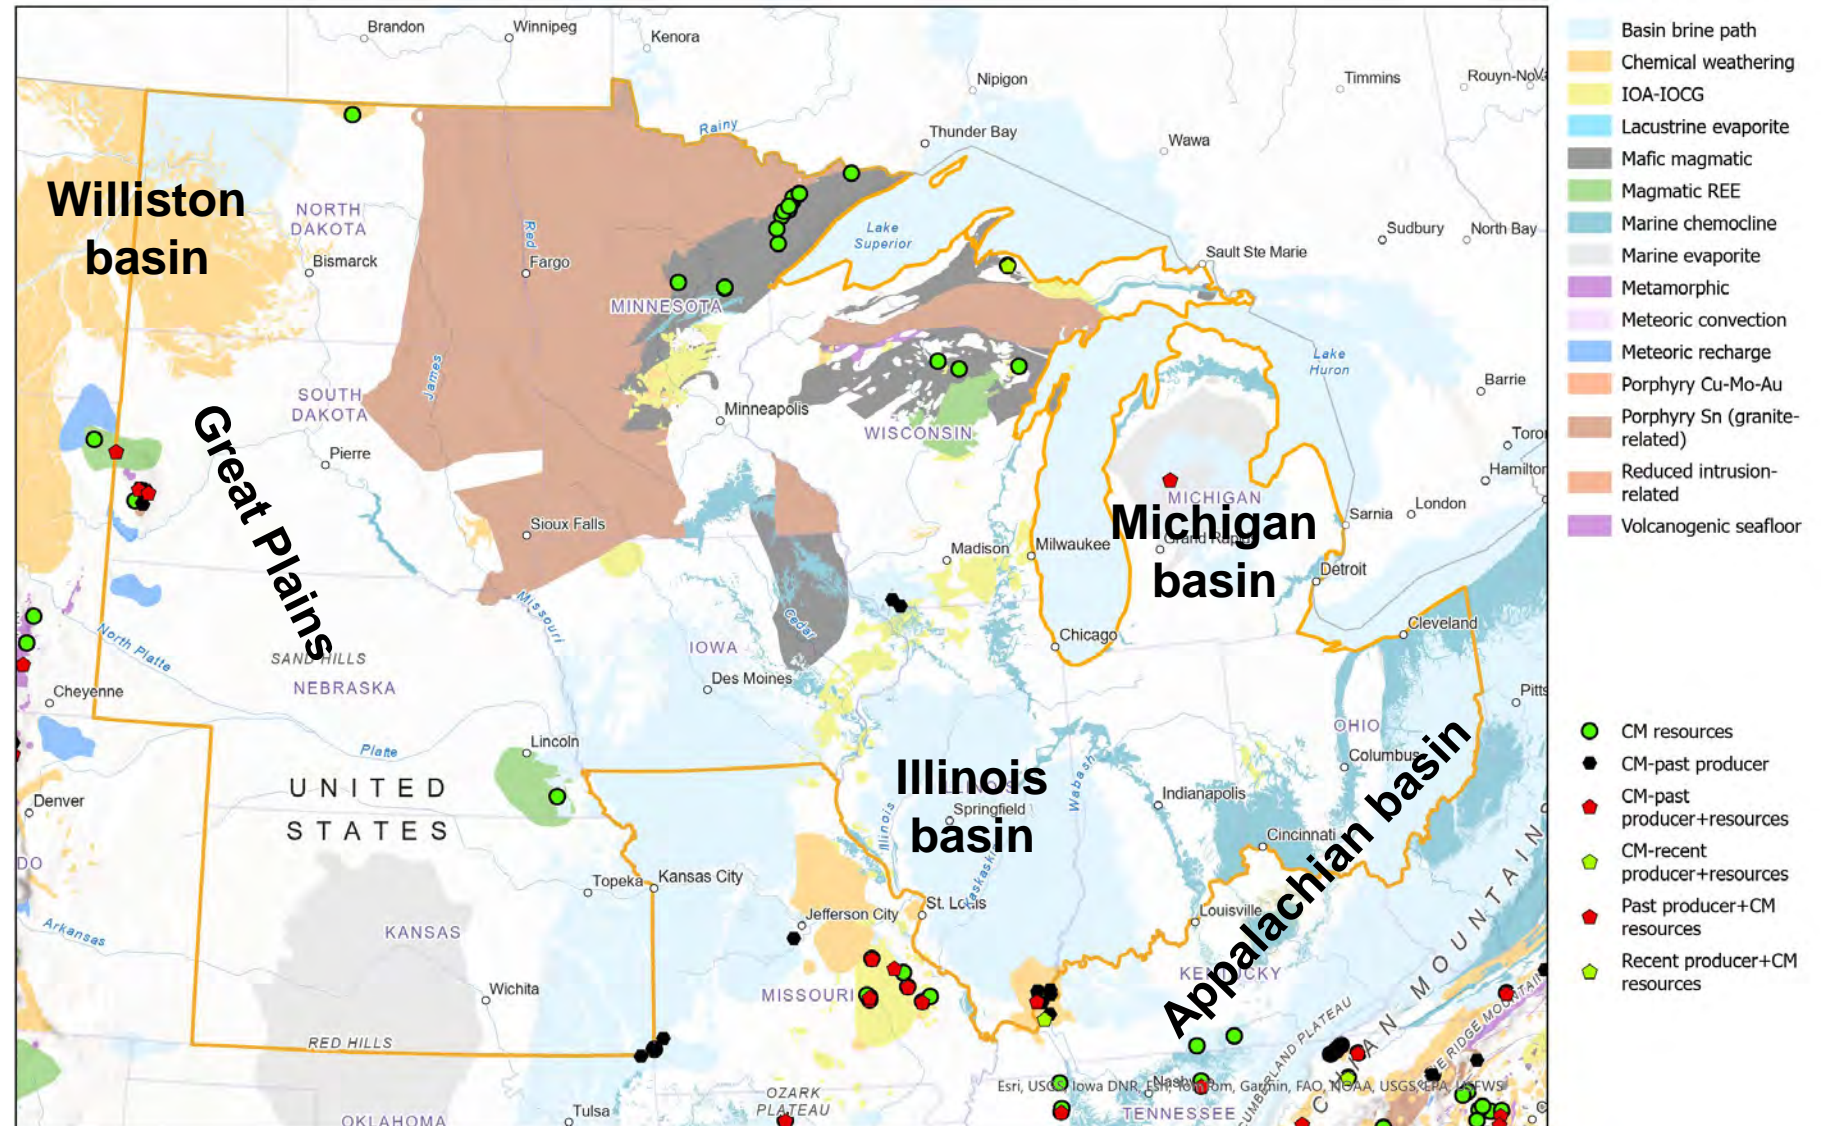 Brandon
Winnipeg
Kenora
Nipigon
Timmins
Rainy
Thunder Bay
Wawa
Williston
basin
NORTH
DAKOTA
Bismarck
Red
Fargo
Lake
Superior
Sudbury
North Bay
Sault Ste Marie
MINNESOTA
James
Lake
Huron
Barrie
SOUTH
DAKOTA
Minneapolis
WISCONSIN
Pierre
Great Plains
Hamilton
MICHIGAN
Michigan
basin
London
Sarnia
Sioux Falls
Madison
Milwaukee
Detroit
Missouri
Cedar
North Platte
SAND HILLS
NEBRASKA
IOWA
Chicago
Cleveland
Cheyenne
Des Moines
Platte
Lincoln
OHIO
Columbus
UNITED
STATES
Denver
Illinois
basin
Springfield
Illinois
Wabash
Indianapolis
Cincinnati
Appalachian basin
Topeka
Kansas City
Jefferson City
St. Louis
Louisville
Arkansas
KANSAS
Wichita
MISSOURI
KENTUCKY
RED HILLS
OZARK
PLATEAU
Tulsa
OKLAHOMA
TENNESSEE
CUMBERLAND PLATEAU
Basin brine path
Chemical weathering
IOA-IOCG
Lacustrine evaporite
Mafic magmatic
Magmatic REE
Marine chemocline
Marine evaporite
Metamorphic
Meteoric convection
Meteoric recharge
Porphyry Cu-Mo-Au
Porphyry Sn (granite-
related)
Reduced intrusion-
related
Volcanogenic seafloor
CM resources
CM-past producer
CM-past
producer+resources
CM-recent
producer+resources
Past producer+CM
resources
Recent producer+CM
resources